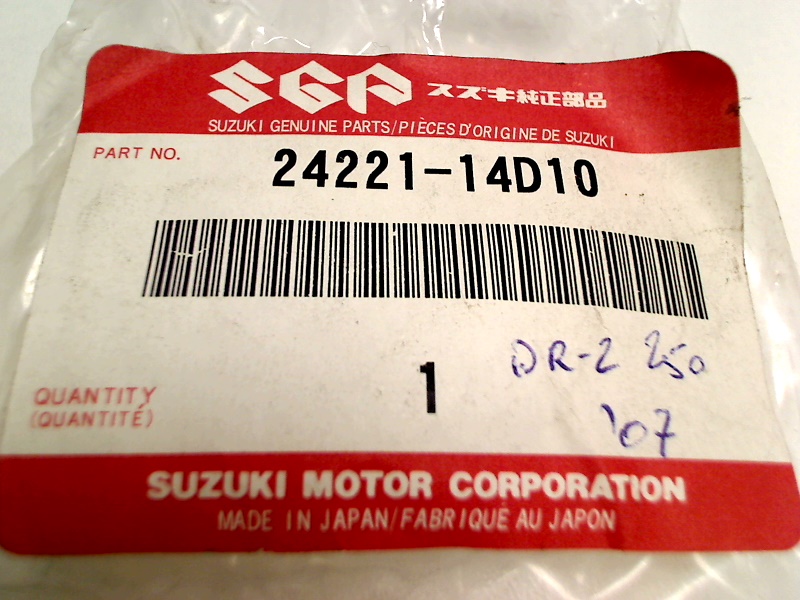 SGP スズキ純正部品
SUZUKI GENUINE PARTS/PIÈCES D'ORIGINE DE SUZUKI
PART NO. 24221-14D10
QUANTITY 1 DR-Z 250
(QUANTITÉ) '07
SUZUKI MOTOR CORPORATION
MADE IN JAPAN/FABRIQUÉ AU JAPON